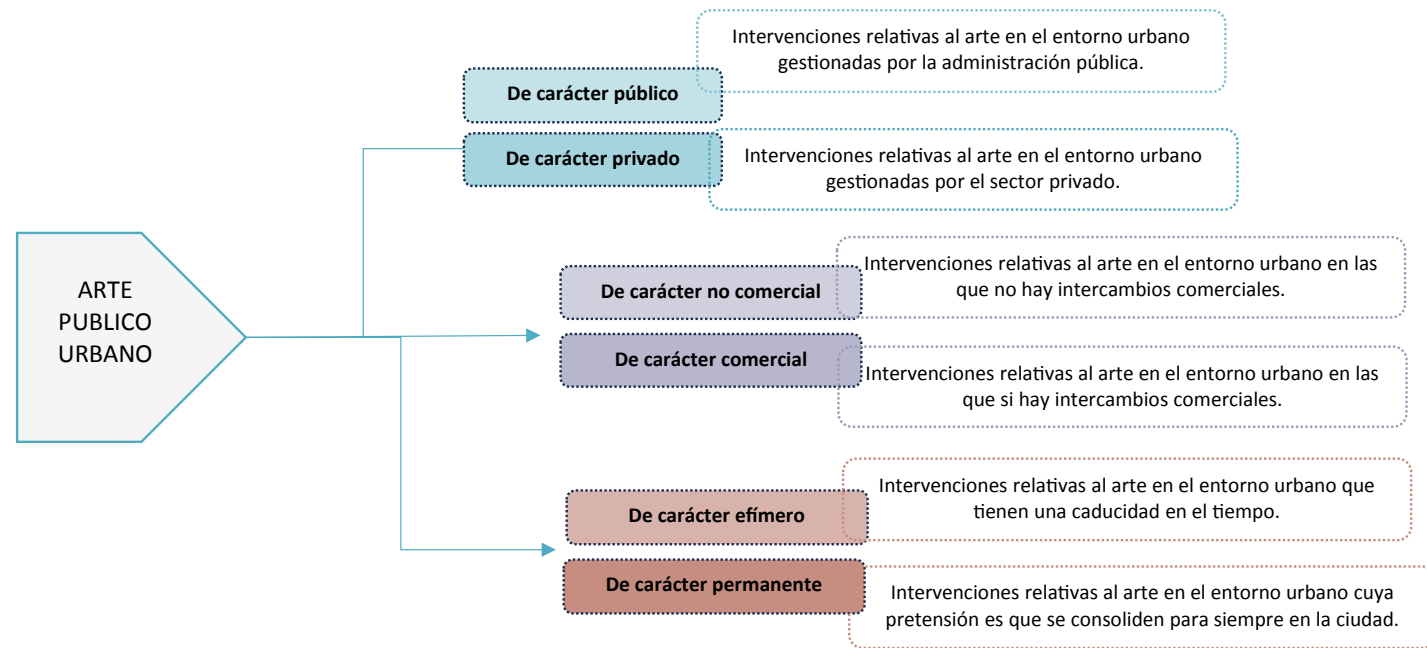 ARTE
PUBLICO
URBANO
De carácter público
Intervenciones relativas al arte en el entorno urbano
gestionadas por la administración pública.
De carácter privado
Intervenciones relativas al arte en el entorno urbano
gestionadas por el sector privado.
De carácter no comercial
Intervenciones relativas al arte en el entorno urbano en las
que no hay intercambios comerciales.
De carácter comercial
Intervenciones relativas al arte en el entorno urbano en las
que si hay intercambios comerciales.
De carácter efímero
Intervenciones relativas al arte en el entorno urbano que
tienen una caducidad en el tiempo.
De carácter permanente
Intervenciones relativas al arte en el entorno urbano cuya
pretensión es que se consoliden para siempre en la ciudad.